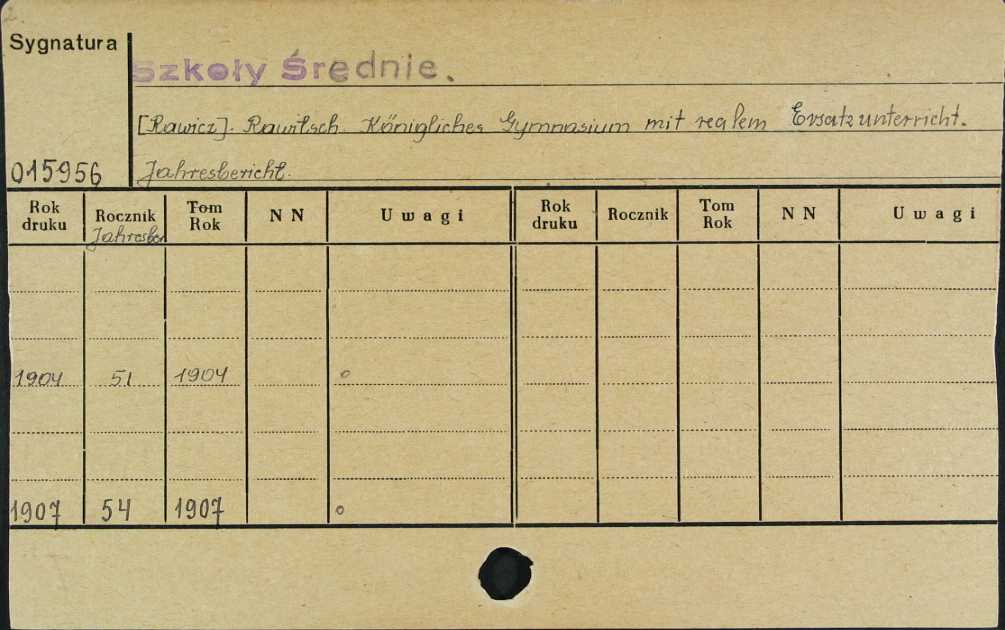 Sygnatura
Szkoły Średnie.
[Rawicz]. Rawitsch. Königliches Gymnasium mit realem Ersatzunterricht.
015956 Jahresbericht.
Rok druku Rocznik Tom Rok N N Uwagi Rok druku Rocznik Tom Rok N N Uwagi
Jahresber
1904 51 1904 o
1907 54 1907 o